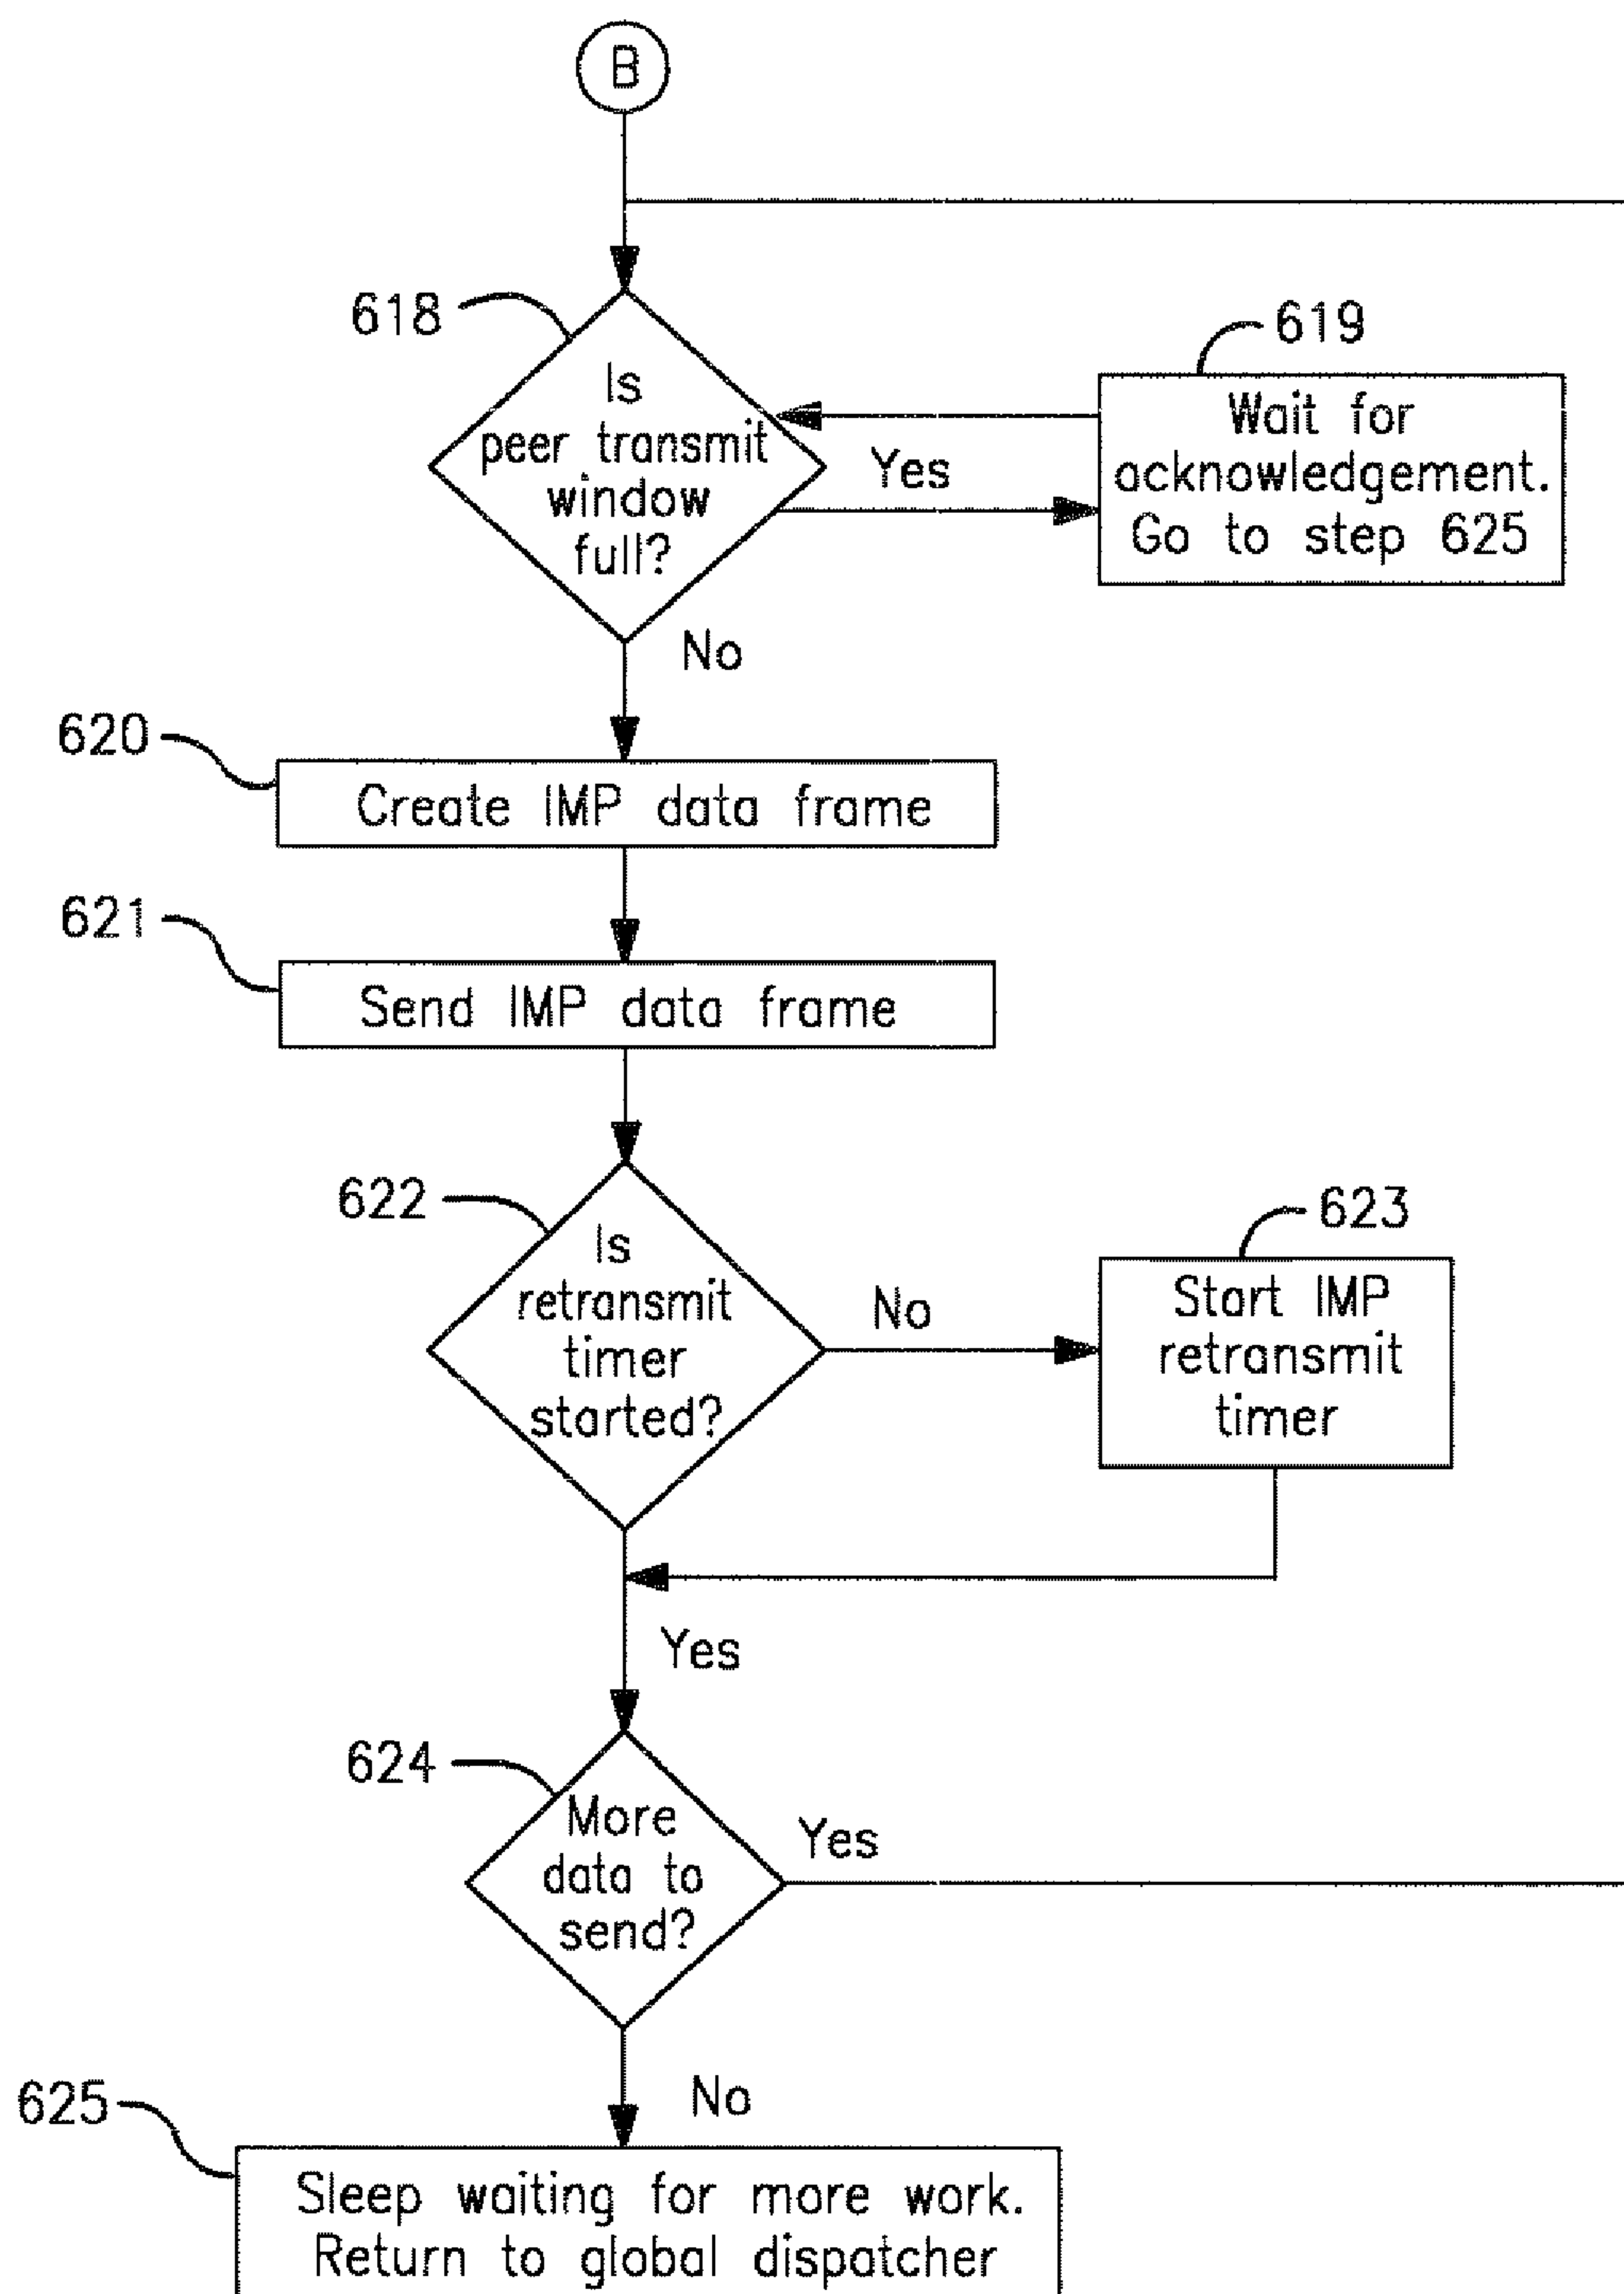 B
618
Is
peer transmit
window
full?
Yes
619
Wait for
acknowledgement.
Go to step 625
No
620
Create IMP data frame
621
Send IMP data frame
622
Is
retransmit
timer
started?
No
623
Start IMP
retransmit
timer
Yes
624
More
data to
send?
Yes
No
625
Sleep waiting for more work.
Return to global dispatcher